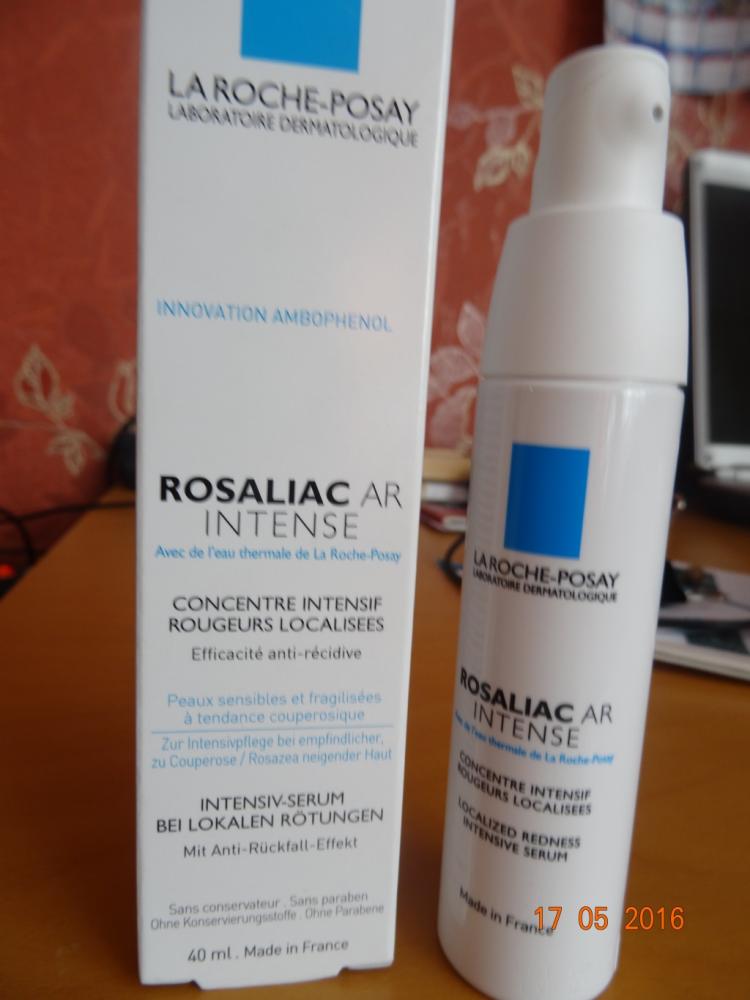 LA ROCHE-POSAY
LABORATOIRE DERMATOLOGIQUE
INNOVATION AMBOPHENOL
ROSALIAC AR
INTENSE
Avec de l'eau thermale de La Roche-Posay
CONCENTRE INTENSIF
ROUGEURS LOCALISEES
Efficacité anti-récidive
Peaux sensibles et fragilisées
à tendance couperosique
Zur Intensivpflege bei empfindlicher,
zu Couperose / Rosazea neigender Haut
INTENSIV-SERUM
BEI LOKALEN RÖTUNGEN
Mit Anti-Rückfall-Effekt
Sans conservateur . Sans paraben
Ohne Konservierungsstoffe . Ohne Parabene
40 ml . Made in France
LA ROCHE-POSAY
LABORATOIRE DERMATOLOGIQUE
ROSALIAC AR
INTENSE
Avec de l'eau thermale de La Roche-Posay
CONCENTRE INTENSIF
ROUGEURS LOCALISEES
LOCALIZED REDNESS
INTENSIVE SERUM
Made in France
17 05 2016